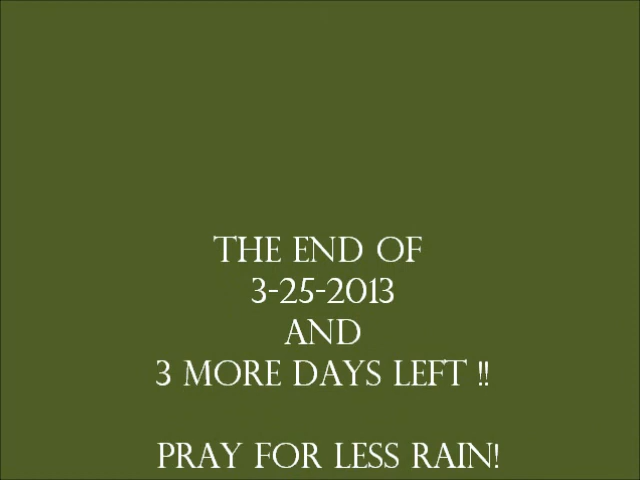 THE END OF
3-25-2013
AND
3 MORE DAYS LEFT !!
PRAY FOR LESS RAIN!